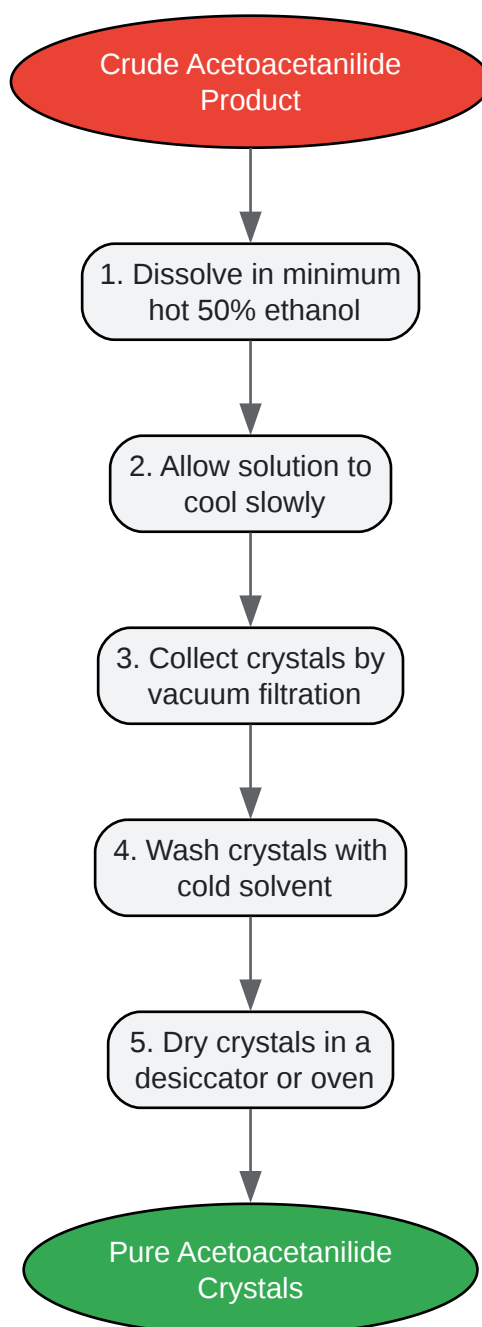 Crude Acetoacetanilide
Product
1. Dissolve in minimum
hot 50% ethanol
2. Allow solution to
cool slowly
3. Collect crystals by
vacuum filtration
4. Wash crystals with
cold solvent
5. Dry crystals in a
desiccator or oven
Pure Acetoacetanilide
Crystals